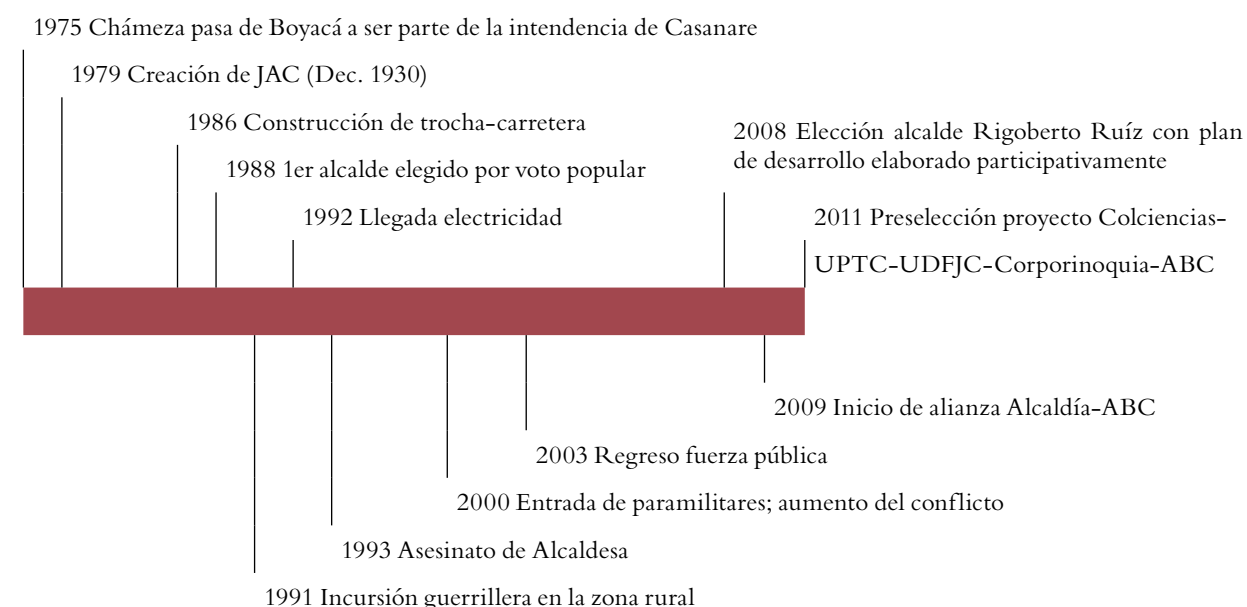 1975 Chámeza pasa de Boyacá a ser parte de la intendencia de Casanare
1979 Creación de JAC (Dec. 1930)
1986 Construcción de trocha-carretera
1988 1er alcalde elegido por voto popular
1992 Llegada electricidad
2008 Elección alcalde Rigoberto Ruíz con plan
de desarrollo elaborado participativamente
2011 Preselección proyecto Colciencias-
UPTC-UDFJC-Corporinoquia-ABC
2009 Inicio de alianza Alcaldía-ABC
2003 Regreso fuerza pública
2000 Entrada de paramilitares; aumento del conflicto
1993 Asesinato de Alcaldesa
1991 Incursión guerrillera en la zona rural